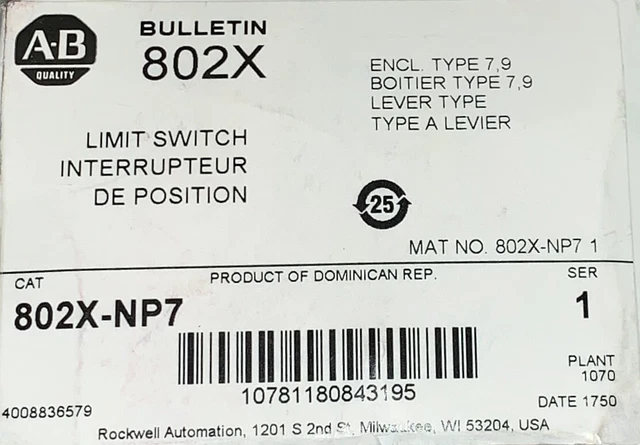 A-B
QUALITY
BULLETIN
802X
ENCL. TYPE 7,9
BOITIER TYPE 7,9
LEVER TYPE
TYPE A LEVIER
LIMIT SWITCH
INTERRUPTEUR
DE POSITION
25
MAT NO. 802X-NP7 1
CAT
PRODUCT OF DOMINICAN REP.
SER
802X-NP7
1
10781180843195
PLANT
1070
4008836579
DATE 1750
Rockwell Automation, 1201 S 2nd St, Milwaukee, WI 53204, USA